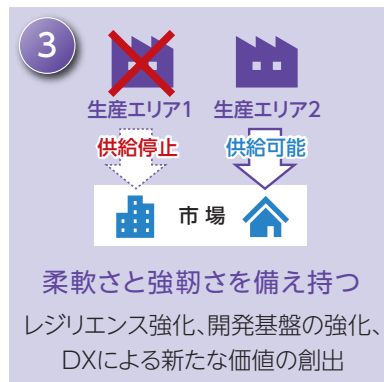 3
生産エリア1 生産エリア2
供給停止 供給可能
市場
柔軟さと強靭さを備え持つ
レジリエンス強化、開発基盤の強化、
DXによる新たな価値の創出